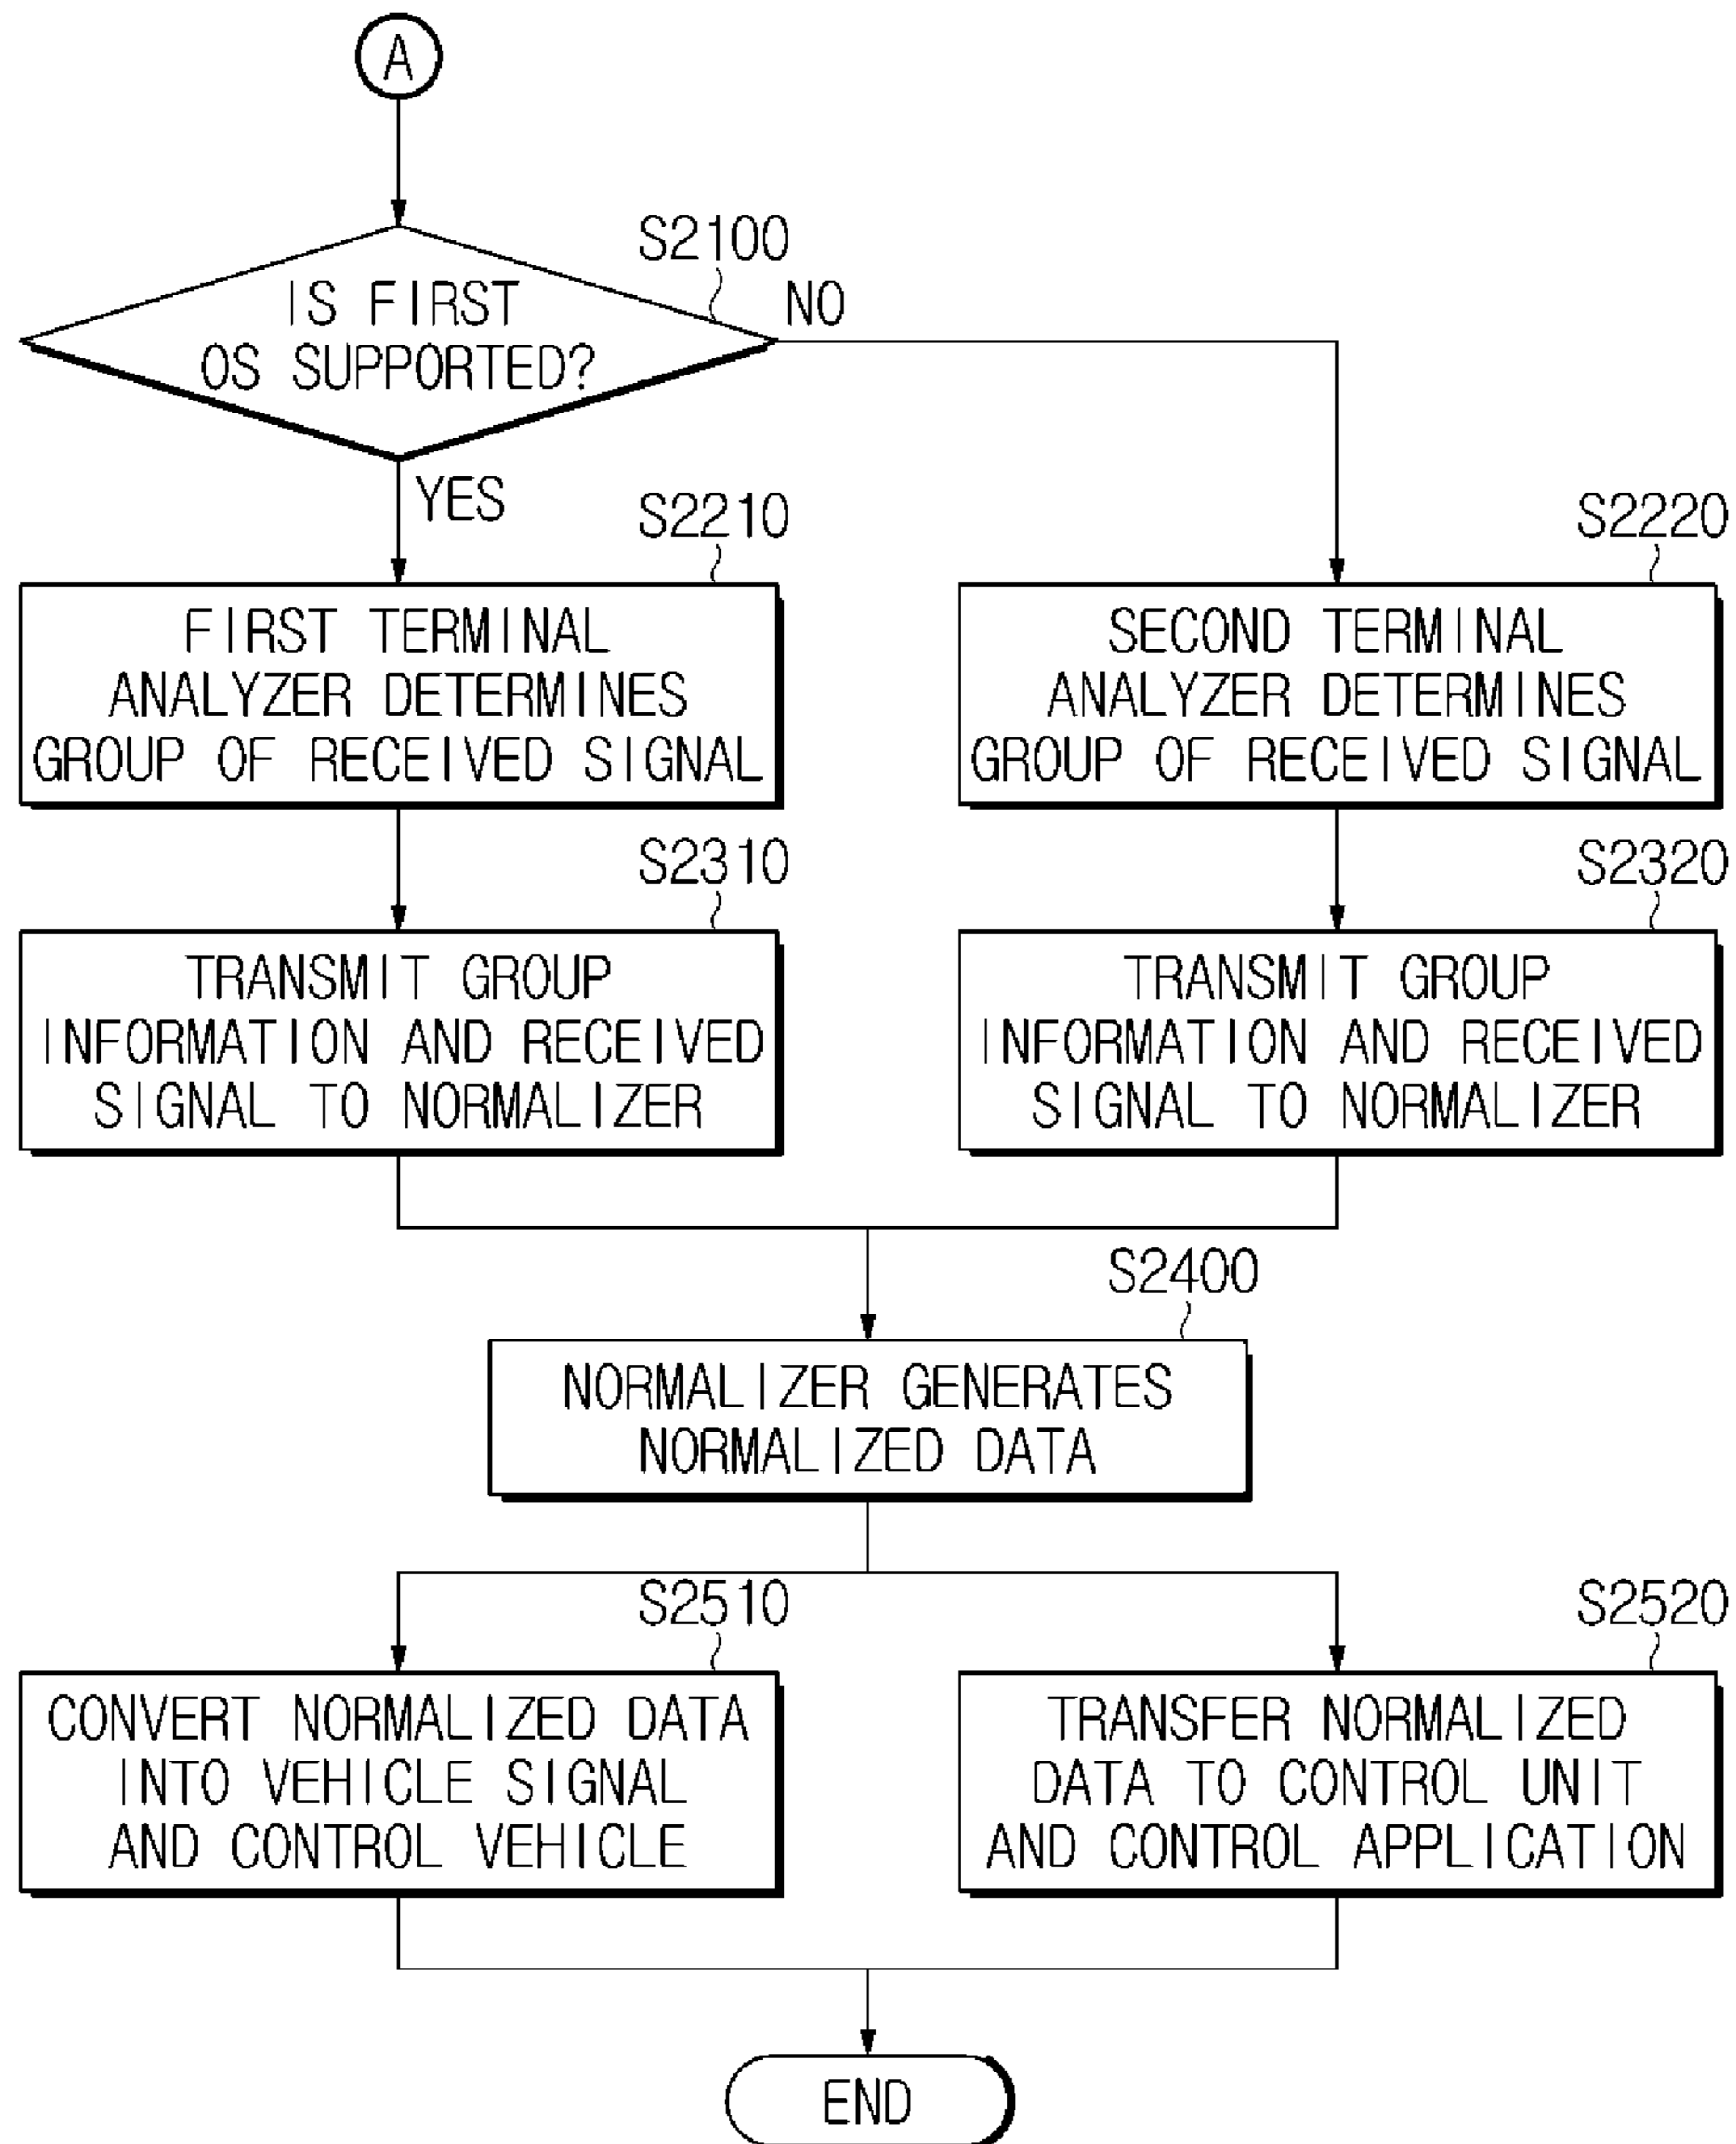 A
S2100
IS FIRST
OS SUPPORTED?
NO
YES
S2210
FIRST TERMINAL
ANALYZER DETERMINES
GROUP OF RECEIVED SIGNAL
S2220
SECOND TERMINAL
ANALYZER DETERMINES
GROUP OF RECEIVED SIGNAL
S2310
TRANSMIT GROUP
INFORMATION AND RECEIVED
SIGNAL TO NORMALIZER
S2320
TRANSMIT GROUP
INFORMATION AND RECEIVED
SIGNAL TO NORMALIZER
S2400
NORMALIZER GENERATES
NORMALIZED DATA
S2510
CONVERT NORMALIZED DATA
INTO VEHICLE SIGNAL
AND CONTROL VEHICLE
S2520
TRANSFER NORMALIZED
DATA TO CONTROL UNIT
AND CONTROL APPLICATION
END